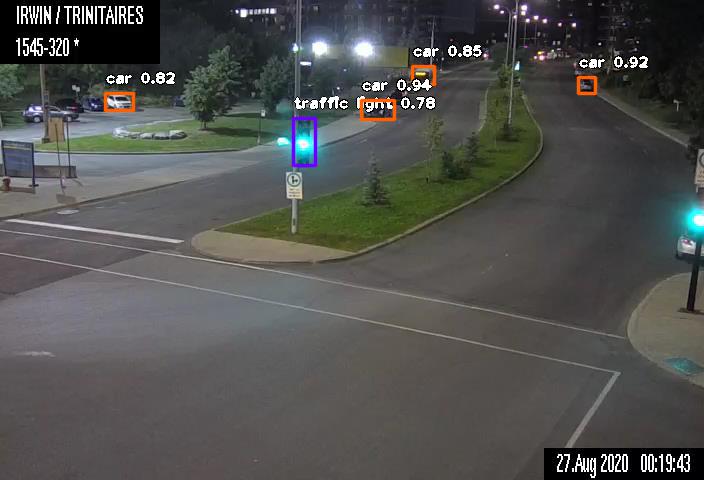 IRWIN / TRINITAIRES
1545-320 *
car 0.85
car 0.92
car 0.82
car 0.94
traffic light 0.78
27.Aug 2020 00:19:43